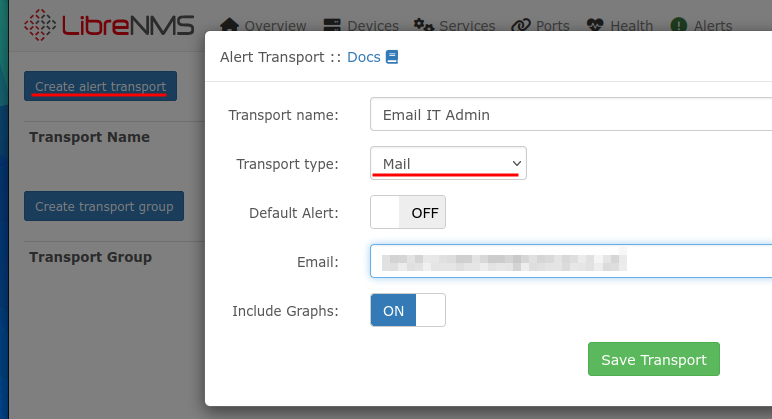 LibreNMS Overview Devices Services Ports Health Alerts
Alert Transport :: Docs
Create alert transport
Transport name: Email IT Admin
Transport Name
Transport type: Mail
Create transport group
Default Alert: OFF
Transport Group
Email:
Include Graphs: ON
Save Transport